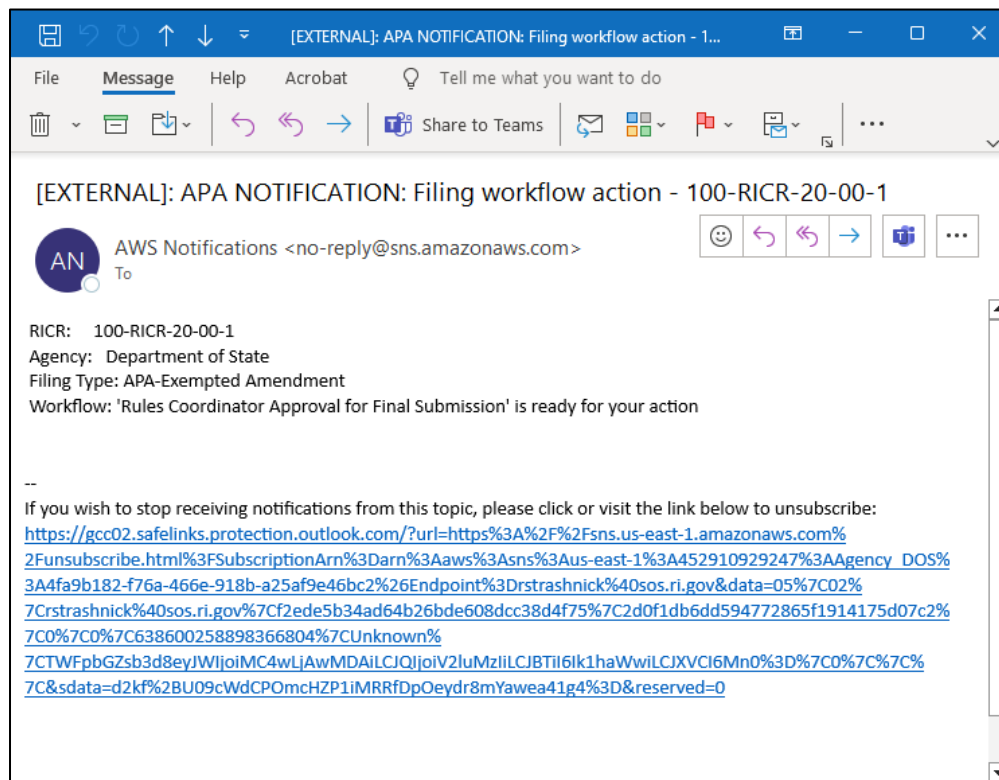 [EXTERNAL]: APA NOTIFICATION: Filing workflow action - 1...
File Message Help Acrobat Tell me what you want to do
Share to Teams
[EXTERNAL]: APA NOTIFICATION: Filing workflow action - 100-RICR-20-00-1
AN
AWS Notifications <no-reply@sns.amazonaws.com>
To
RICR: 100-RICR-20-00-1
Agency: Department of State
Filing Type: APA-Exempted Amendment
Workflow: 'Rules Coordinator Approval for Final Submission' is ready for your action
--
If you wish to stop receiving notifications from this topic, please click or visit the link below to unsubscribe:
https://gcc02.safelinks.protection.outlook.com/?url=https%3A%2F%2Fsns.us-east-1.amazonaws.com%
2Funsubscribe.html%3FSubscriptionArn%3Darn%3Aaws%3Asns%3Aus-east-1%3A452910929247%3AAgency_DOS%
3A4fa9b182-f76a-466e-918b-a25af9e46bc2%26Endpoint%3Drstrashnick%40sos.ri.gov&data=05%7C02%
7Crstrashnick%40sos.ri.gov%7Cf2ede5b34ad64b26bde608dcc38d4f75%7C2d0f1db6dd594772865f1914175d07c2%
7C0%7C0%7C638600258898366804%7CUnknown%
7CTWFpbGZsb3d8eyJWIjoiMC4wLjAwMDAiLCJQIjoiV2luMzIiLCJBTiI6Ik1haWwiLCJXVCI6Mn0%3D%7C0%7C%7C%
7C&sdata=d2kf%2BU09cWdCPOmcHZP1iMRRfDpOeydr8mYawea41g4%3D&reserved=0